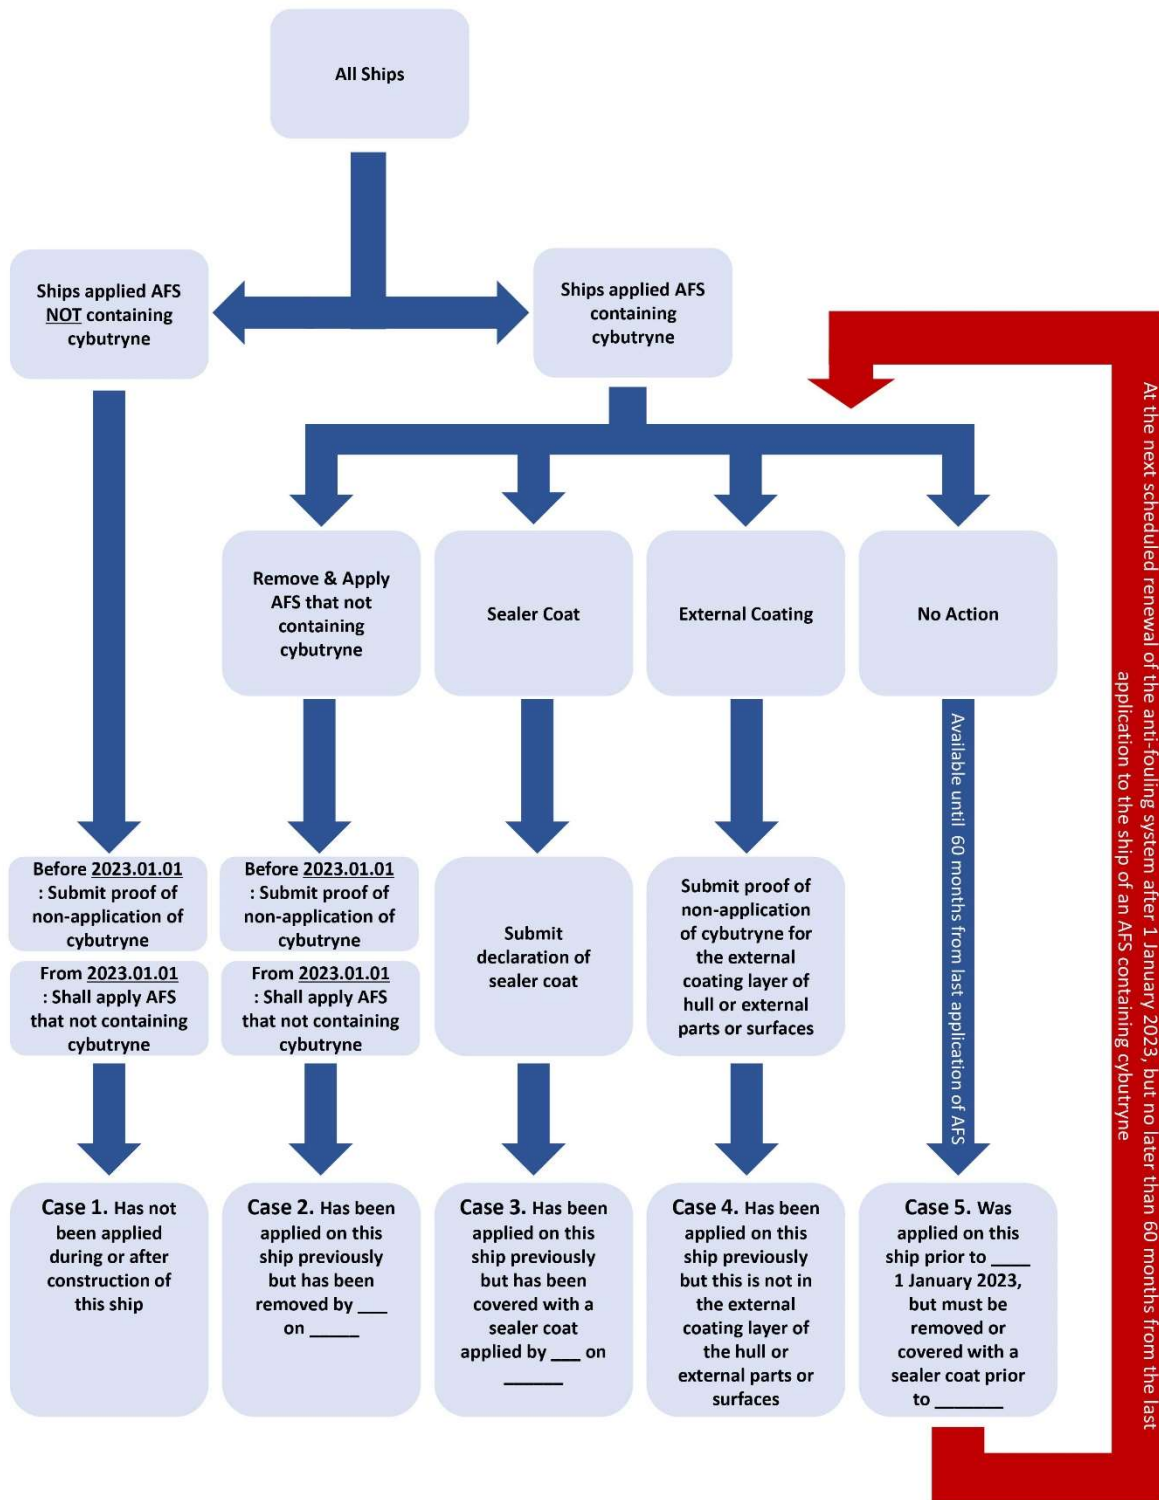 All Ships
Ships applied AFS
NOT containing
cybutryne
Ships applied AFS
containing
cybutryne
Remove & Apply
AFS that not
containing
cybutryne
Sealer Coat
External Coating
No Action
Before 2023.01.01
: Submit proof of
non-application of
cybutryne
From 2023.01.01
: Shall apply AFS
that not containing
cybutryne
Before 2023.01.01
: Submit proof of
non-application of
cybutryne
From 2023.01.01
: Shall apply AFS
that not containing
cybutryne
Submit
declaration of
sealer coat
Submit proof of
non-application
of cybutryne for
the external
coating layer of
hull or external
parts or surfaces
Available until 60 months from last application of AFS
Case 1. Has not
been applied
during or after
construction of
this ship
Case 2. Has been
applied on this
ship previously
but has been
removed by ___
on _____
Case 3. Has been
applied on this
ship previously
but has been
covered with a
sealer coat
applied by ___ on
______
Case 4. Has been
applied on this
ship previously
but this is not in
the external
coating layer of
the hull or
external parts or
surfaces
Case 5. Was
applied on this
ship prior to ____
1 January 2023,
but must be
removed or
covered with a
sealer coat prior
to _______
At the next scheduled renewal of the anti-fouling system after 1 January 2023, but no later than 60 months from the last
application to the ship of an AFS containing cybutryne